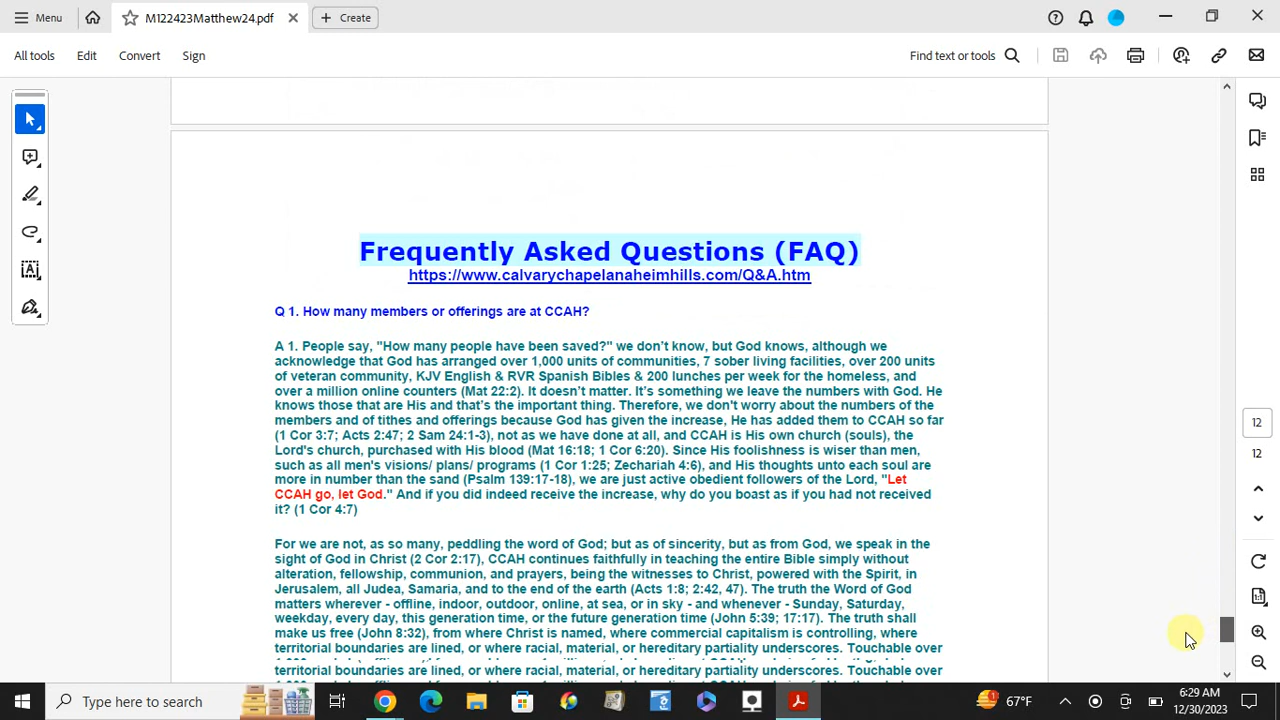 Menu
M122423Matthew24.pdf
Create
All tools
Edit
Convert
Sign
Find text or tools
Frequently Asked Questions (FAQ)
https://www.calvarychapelanaheimhills.com/Q&A.htm
Q 1. How many members or offerings are at CCAH?
A 1. People say, "How many people have been saved?" we don't know, but God knows, although we
acknowledge that God has arranged over 1,000 units of communities, 7 sober living facilities, over 200 units
of veteran community, KJV English & RVR Spanish Bibles & 200 lunches per week for the homeless, and
over a million online counters (Mat 22:2). It doesn't matter. It's something we leave the numbers with God. He
knows those that are His and that's the important thing. Therefore, we don't worry about the numbers of the
members and of tithes and offerings because God has given the increase, He has added them to CCAH so far
(1 Cor 3:7; Acts 2:47; 2 Sam 24:1-3), not as we have done at all, and CCAH is His own church (souls), the
Lord's church, purchased with His blood (Mat 16:18; 1 Cor 6:20). Since His foolishness is wiser than men,
such as all men's visions/ plans/ programs (1 Cor 1:25; Zechariah 4:6), and His thoughts unto each soul are
more in number than the sand (Psalm 139:17-18), we are just active obedient followers of the Lord, "Let
CCAH go, let God." And if you did indeed receive the increase, why do you boast as if you had not received
it? (1 Cor 4:7)
For we are not, as so many, peddling the word of God; but as of sincerity, but as from God, we speak in the
sight of God in Christ (2 Cor 2:17), CCAH continues faithfully in teaching the entire Bible simply without
alteration, fellowship, communion, and prayers, being the witnesses to Christ, powered with the Spirit, in
Jerusalem, all Judea, Samaria, and to the end of the earth (Acts 1:8; 2:42, 47). The truth the Word of God
matters wherever - offline, indoor, outdoor, online, at sea, or in sky - and whenever - Sunday, Saturday,
weekday, every day, this generation time, or the future generation time (John 5:39; 17:17). The truth shall
make us free (John 8:32), from where Christ is named, where commercial capitalism is controlling, where
territorial boundaries are lined, or where racial, material, or hereditary partiality underscores. Touchable over
territorial boundaries are lined, or where racial, material, or hereditary partiality underscores. Touchable over
12
12
Type here to search
1
67°F
6:29 AM
12/30/2023